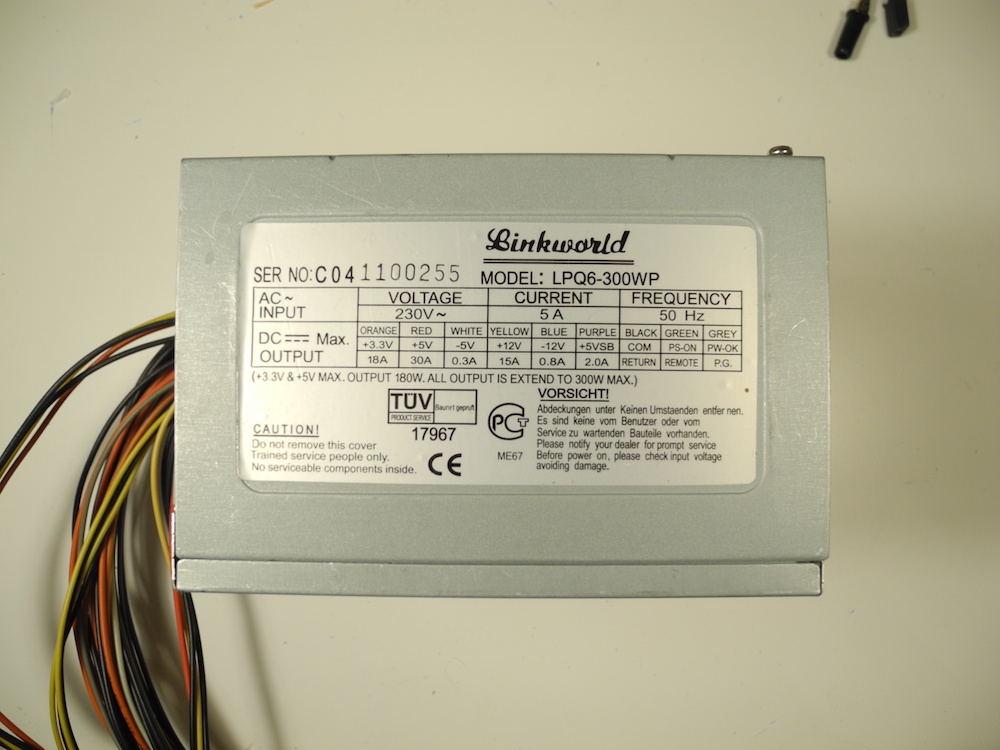 Linkworld
SER NO: C041100255 MODEL: LPQ6-300WP
AC~ INPUT VOLTAGE CURRENT FREQUENCY
230V~ 5 A 50 Hz
DC Max. OUTPUT ORANGE RED WHITE YELLOW BLUE PURPLE BLACK GREEN GREY
+3.3V +5V -5V +12V -12V +5VSB COM PS-ON PW-OK
18A 30A 0.3A 15A 0.8A 2.0A RETURN REMOTE P.G.
(+3.3V & +5V MAX. OUTPUT 180W. ALL OUTPUT IS EXTEND TO 300W MAX.)
CAUTION!
Do not remove this cover
Trained service people only.
No serviceable components inside.
CE
TÜV
PRODUCT SERVICE
Bauart geprüft
17967
PCT
ME67
VORSICHT!
Abdeckungen unter Keinen Umstaenden entfernen.
Es sind keine vom Benutzer oder vom
Service zu wartenden Bauteile vorhanden.
Please notify your dealer for prompt service
Before power on, please check input voltage
avoiding damage.